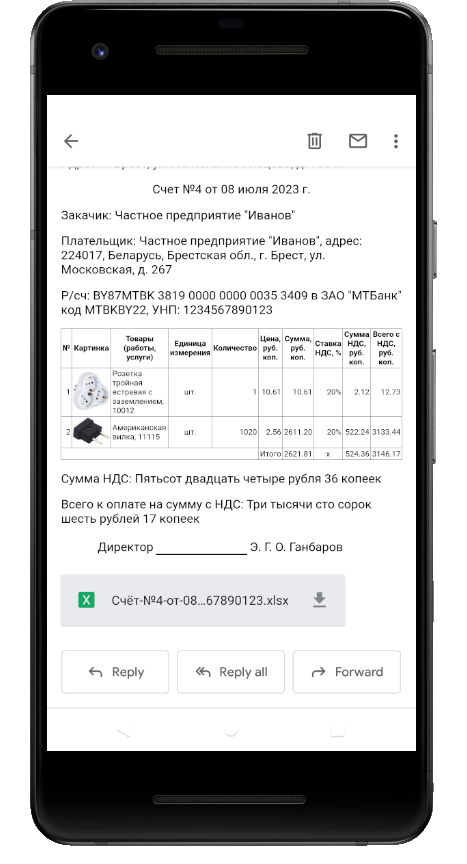 Счет №4 от 08 июля 2023 г.
Закачик: Частное предприятие "Иванов"
Плательщик: Частное предприятие "Иванов", адрес:
224017, Беларусь, Брестская обл., г. Брест, ул.
Московская, д. 267
Р/сч: BY87MTBK 3819 0000 0000 0035 3409 в ЗАО "МТБанк"
код MTBKBY22, УНП: 1234567890123
№ Картинка Товары (работы, услуги) Единица измерения Количество Цена, руб. коп. Сумма, руб. коп. Ставка НДС, % Сумма НДС, руб. коп. Всего с НДС, руб. коп.
1 Розетка тройная встравая с заземлением, 10012 шт. 1 10.61 10.61 20% 2.12 12.73
2 Американская вилка, 11115 шт. 1020 2.56 2611.20 20% 522.24 3133.44
Итого 2621.81 x 524.36 3146.17
Сумма НДС: Пятьсот двадцать четыре рубля 36 копеек
Всего к оплате на сумму с НДС: Три тысячи сто сорок
шесть рублей 17 копеек
Директор Э. Г. О. Ганбаров
Счёт-№4-от-08...67890123.xlsx
Reply
Reply all
Forward